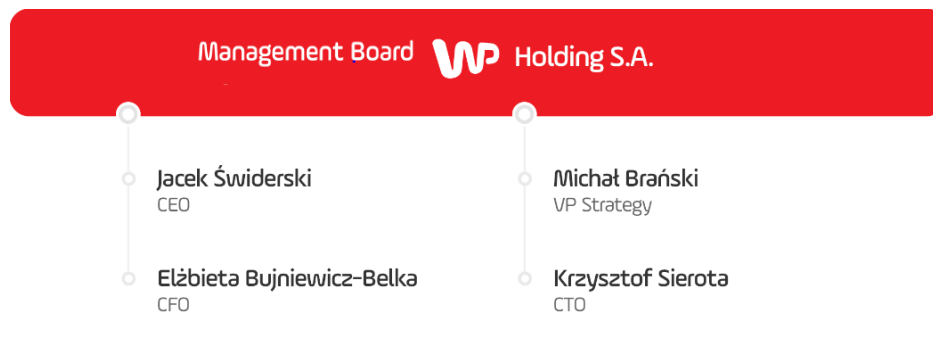 Management Board WP Holding S.A.
Jacek Świderski
CEO
Elżbieta Bujniewicz-Belka
CFO
Michał Brański
VP Strategy
Krzysztof Sierota
CTO